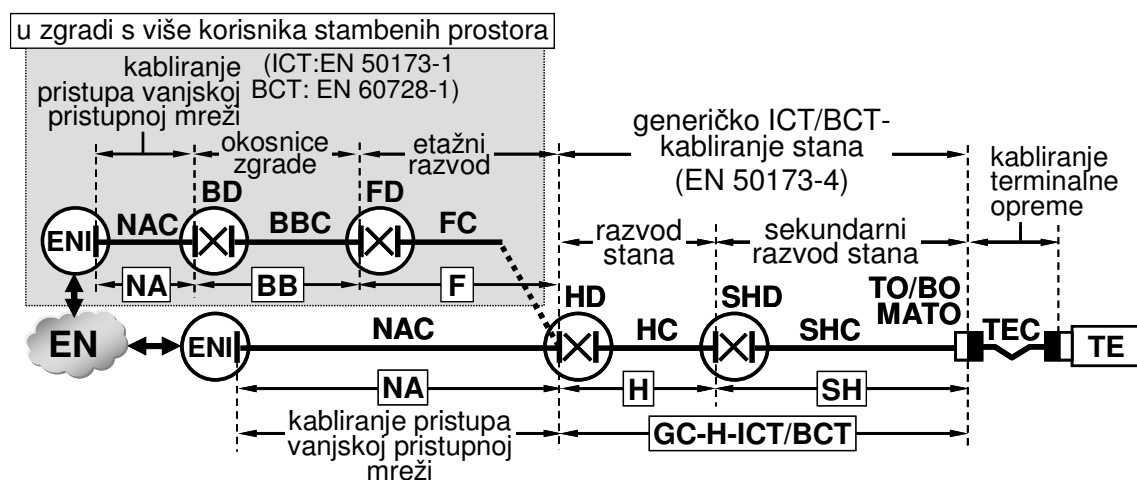 u zgradi s više korisnika stambenih prostora
kabliranje
pristupa vanjskoj
pristupnoj mreži
(ICT:EN 50173-1
BCT: EN 60728-1)
okosnice
zgrade
etažni
razvod
generičko ICT/BCT-
kabliranje stana
(EN 50173-4)
kabliranje
terminalne
opreme
BD
FD
ENI
NAC
BBC
FC
razvod
stana
sekundarni
razvod stana
NA
BB
F
HD
SHD
TO/BO
MATO
EN
ENI
NAC
HC
SHC
TEC
TE
NA
H
SH
kabliranje pristupa
vanjskoj pristupnoj
mreži
GC-H-ICT/BCT